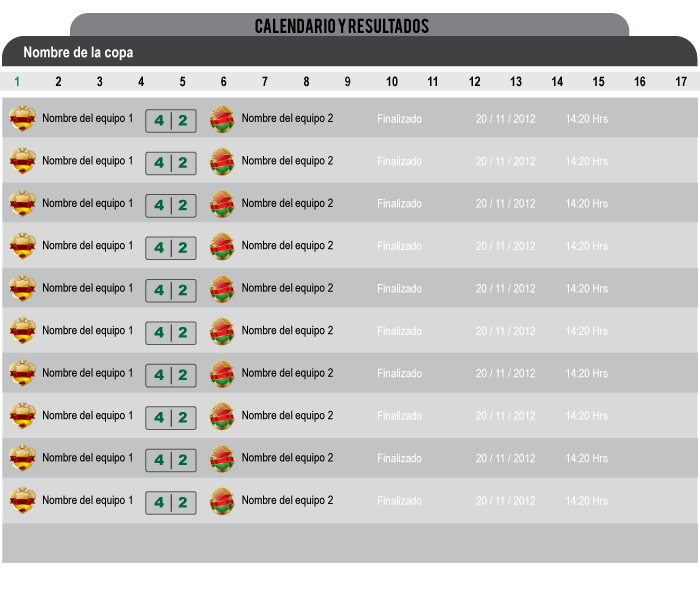 CALENDARIO Y RESULTADOS
Nombre de la copa
1 2 3 4 5 6 7 8 9 10 11 12 13 14 15 16 17
Nombre del equipo 1 4 | 2 Nombre del equipo 2 Finalizado 20 / 11 / 2012 14:20 Hrs
Nombre del equipo 1 4 | 2 Nombre del equipo 2 Finalizado 20 / 11 / 2012 14:20 Hrs
Nombre del equipo 1 4 | 2 Nombre del equipo 2 Finalizado 20 / 11 / 2012 14:20 Hrs
Nombre del equipo 1 4 | 2 Nombre del equipo 2 Finalizado 20 / 11 / 2012 14:20 Hrs
Nombre del equipo 1 4 | 2 Nombre del equipo 2 Finalizado 20 / 11 / 2012 14:20 Hrs
Nombre del equipo 1 4 | 2 Nombre del equipo 2 Finalizado 20 / 11 / 2012 14:20 Hrs
Nombre del equipo 1 4 | 2 Nombre del equipo 2 Finalizado 20 / 11 / 2012 14:20 Hrs
Nombre del equipo 1 4 | 2 Nombre del equipo 2 Finalizado 20 / 11 / 2012 14:20 Hrs
Nombre del equipo 1 4 | 2 Nombre del equipo 2 Finalizado 20 / 11 / 2012 14:20 Hrs
Nombre del equipo 1 4 | 2 Nombre del equipo 2 Finalizado 20 / 11 / 2012 14:20 Hrs